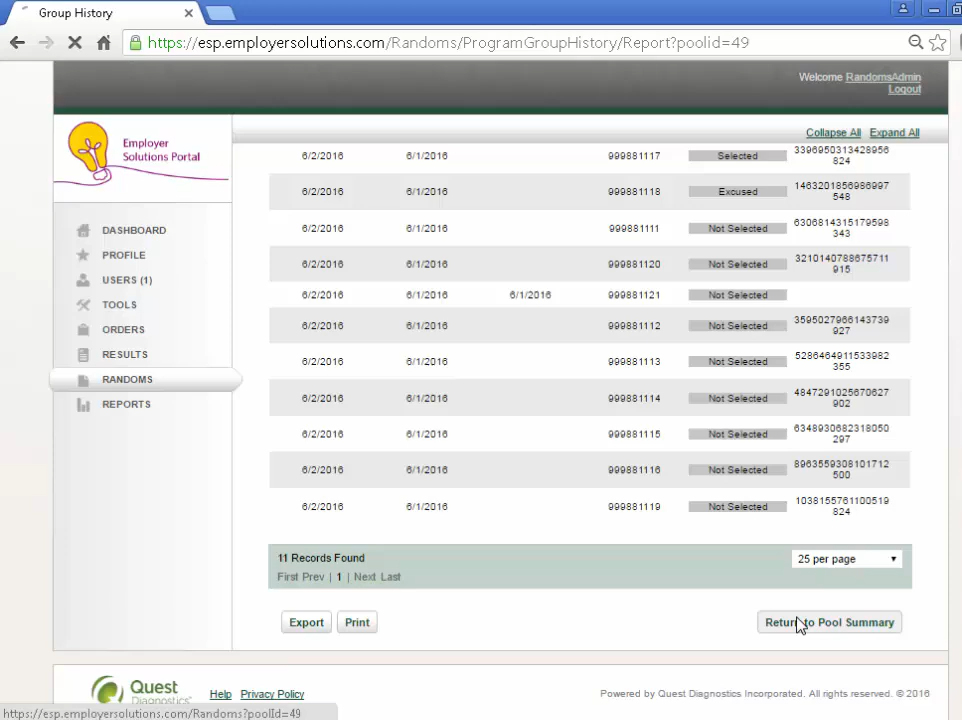 Group History
https://esp.employersolutions.com/Randoms/ProgramGroupHistory/Report?poolid=49
Welcome RandomsAdmin
Logout
Employer
Solutions Portal
Collapse All Expand All
DASHBOARD
PROFILE
USERS (1)
TOOLS
ORDERS
RESULTS
RANDOMS
REPORTS
6/2/2016 6/1/2016 999881117 Selected 3396950313428956
824
6/2/2016 6/1/2016 999881118 Excused 1463201856986997
548
6/2/2016 6/1/2016 999881111 Not Selected 6306814315179598
343
6/2/2016 6/1/2016 999881120 Not Selected 3210140788675711
915
6/2/2016 6/1/2016 6/1/2016 999881121 Not Selected
6/2/2016 6/1/2016 999881112 Not Selected 3595027966143739
927
6/2/2016 6/1/2016 999881113 Not Selected 5286464911533982
355
6/2/2016 6/1/2016 999881114 Not Selected 4847291025670627
902
6/2/2016 6/1/2016 999881115 Not Selected 6348930682318050
297
6/2/2016 6/1/2016 999881116 Not Selected 8963559308101712
500
6/2/2016 6/1/2016 999881119 Not Selected 1038155761100519
824
11 Records Found
25 per page
First Prev | 1 | Next Last
Export Print Return to Pool Summary
Quest
Diagnostics
Help Privacy Policy
Powered by Quest Diagnostics Incorporated. All rights reserved. © 2016
https://esp.employersolutions.com/Randoms?poolId=49